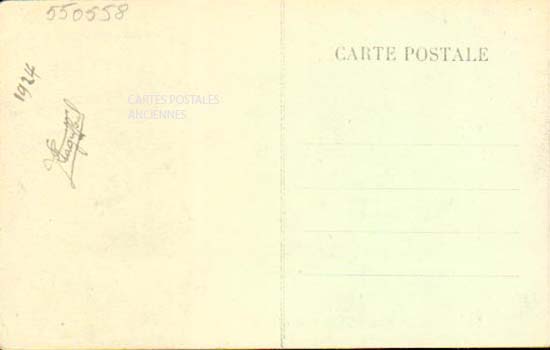 550558
CARTE POSTALE
1924
CARTES POSTALES
ANCIENNES